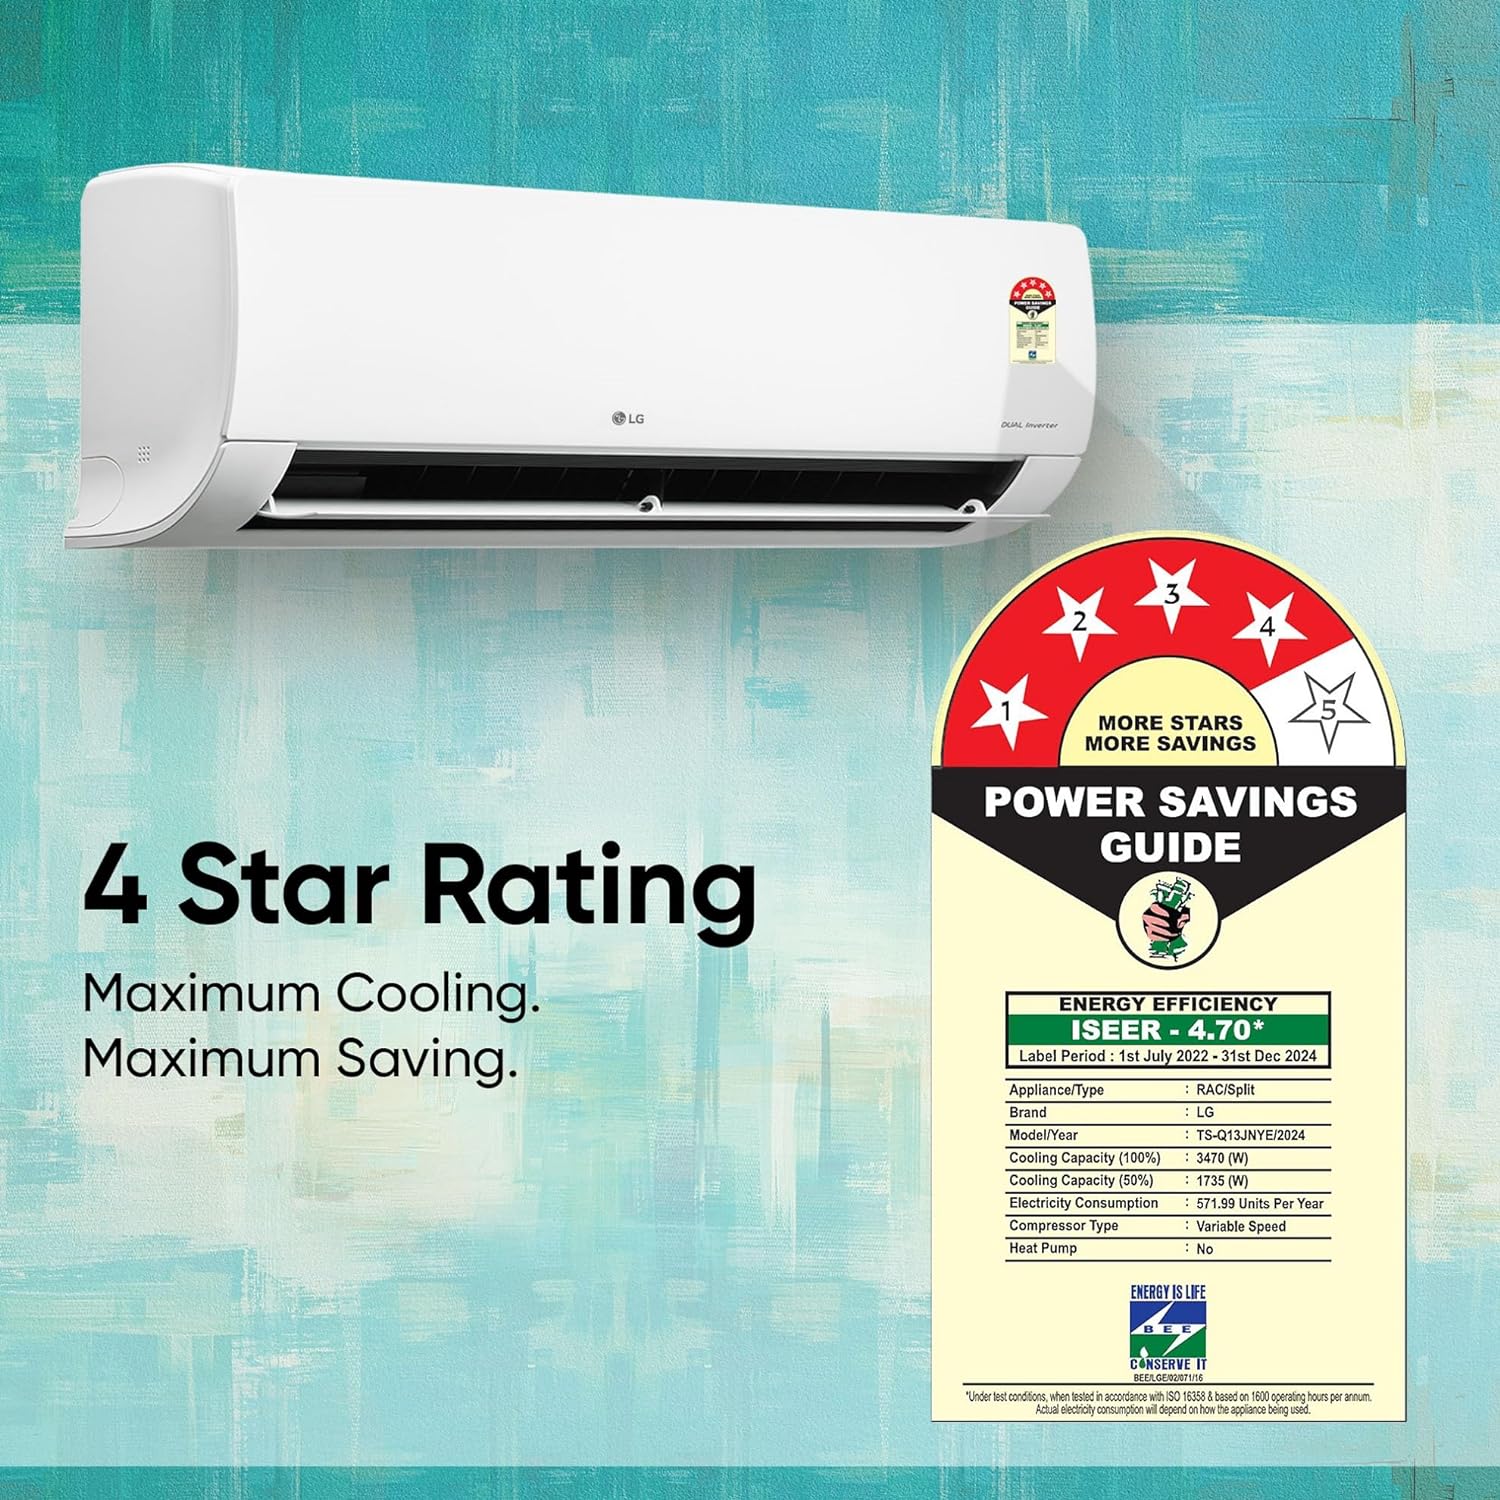 LG
DUAL Inverter
POWER SAVINGS
GUIDE
4 Star Rating
Maximum Cooling.
Maximum Saving.
1 2 3 4 5
MORE STARS
MORE SAVINGS
POWER SAVINGS
GUIDE
ENERGY EFFICIENCY
ISEER - 4.70*
Label Period : 1st July 2022 - 31st Dec 2024
Appliance/Type : RAC/Split
Brand : LG
Model/Year : TS-Q13JNYE/2024
Cooling Capacity (100%) : 3470 (W)
Cooling Capacity (50%) : 1735 (W)
Electricity Consumption : 571.99 Units Per Year
Compressor Type : Variable Speed
Heat Pump : No
ENERGY IS LIFE
BEE
CONSERVE IT
BEE/LGE/02/071/16
*Under test conditions, when tested in accordance with ISO 16358 & based on 1600 operating hours per annum.
Actual electricity consumption will depend on how the appliance being used.